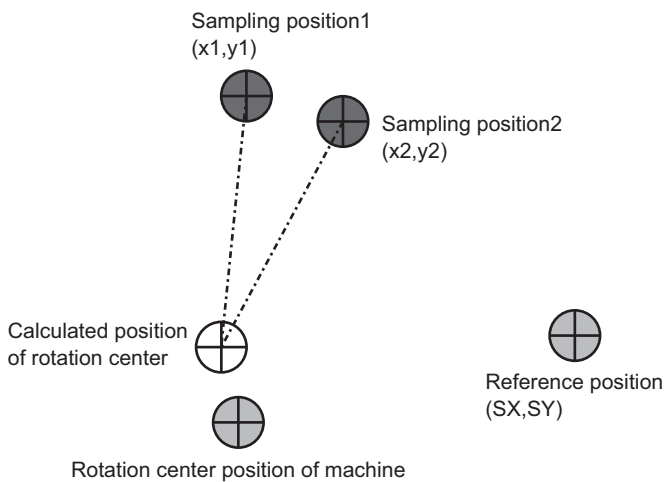 Sampling position1
(x1,y1)
Sampling position2
(x2,y2)
Calculated position
of rotation center
Reference position
(SX,SY)
Rotation center position of machine